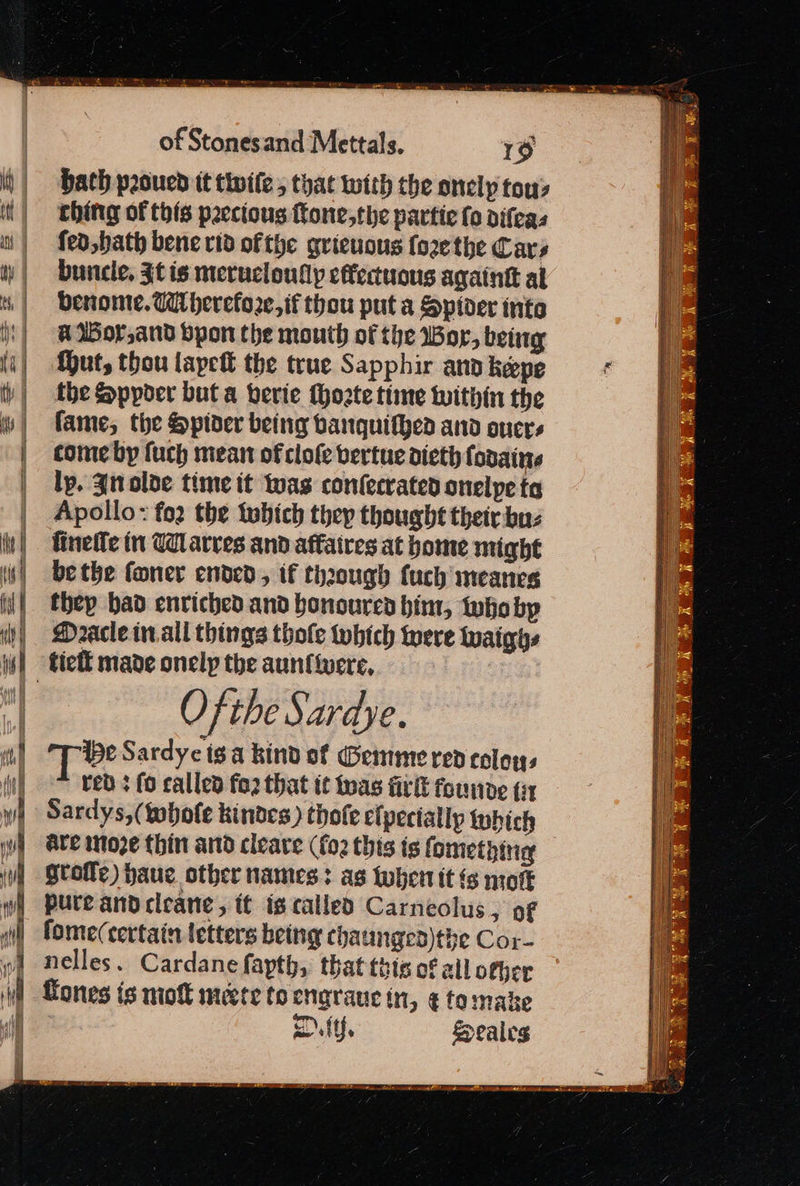 of Stones and Mettals. 19
hath proued it twise, that with the onely tou-
ching of this precious stone, the partie so diseas-
sed, hath bene rid of the grieuous sore the Car-
buncle. It is meruelously effectuous against al
venome. Wherefore, if thou put a Spider into
a Box, and vpon the mouth of the Box, being
shut, thou layest the true Sapphir and keepe
the Spyder but a verie shorte time within the
same, the Spider being vanquished and ouer-
come by such mean of close vertue dieth sodain-
ly. In olde time it was consecrated onelye to
Apollo: for the which they thought their bu-
sinesse in Warres and affaires at home might
be the sooner ended, if through such meanes
they had enriched and honoured him, who by
Oracle in all things those which were waigh-
tiest made onely the aunswere.
Of the Sardye.
The Sardye is a kind of Gemme red colou-
red: so called for that it was first founde in
Sardys, (whose kindes) those especially which
are more thin and cleare (for this is something
grosse) haue other names: as when it is most
pure and cleane, it is called Carneolus, of
some (certain letters being chaunged) the Cor-
nelles. Cardane sayth, that this of all other
stones is most meete to engraue in, & to make
D.iij. Seales